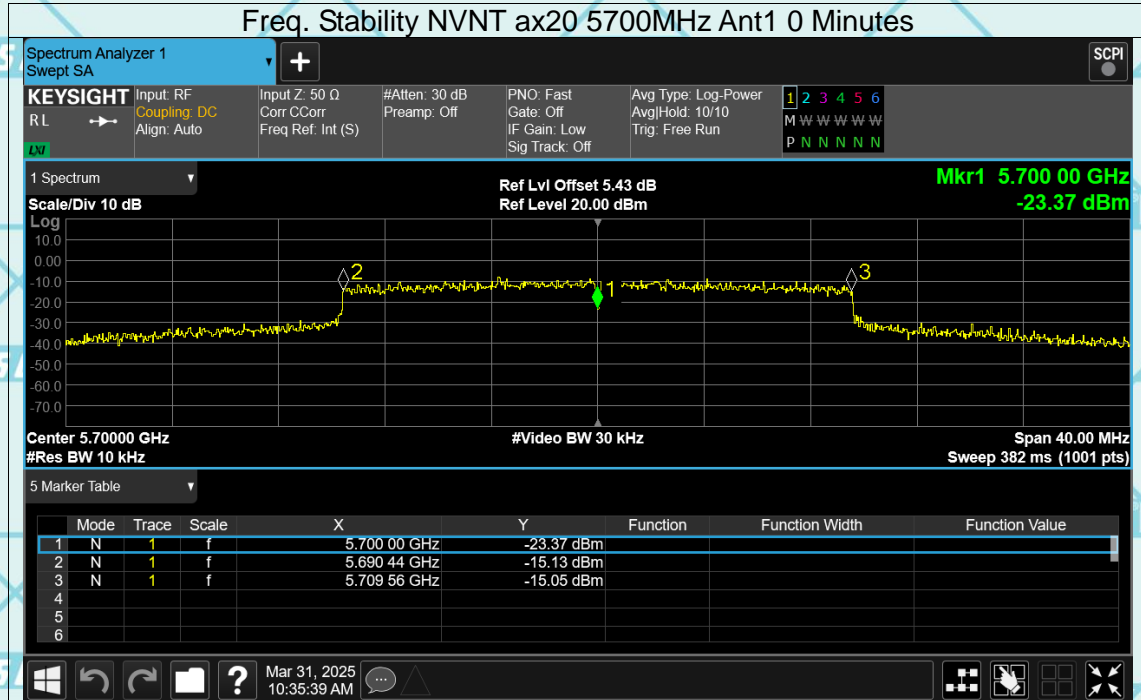 Freq. Stability NVNT ax20 5700MHz Ant1 0 Minutes
Spectrum Analyzer 1
Swept SA
+
SCPI
KEYSIGHT
RL
LXI
Input: RF
Coupling: DC
Align: Auto
Input Z: 50 Ω
Corr CCorr
Freq Ref: Int (S)
#Atten: 30 dB
Preamp: Off
PNO: Fast
Gate: Off
IF Gain: Low
Sig Track: Off
Avg Type: Log-Power
Avg|Hold: 10/10
Trig: Free Run
1 2 3 4 5 6
M W W W W W
P N N N N N
1 Spectrum
Scale/Div 10 dB
Ref Lvl Offset 5.43 dB
Ref Level 20.00 dBm
Mkr1 5.700 00 GHz
-23.37 dBm
Log
10.0
0.00
-10.0
-20.0
-30.0
-40.0
-50.0
-60.0
-70.0
2
1
3
Center 5.70000 GHz
#Video BW 30 kHz
Span 40.00 MHz
#Res BW 10 kHz
Sweep 382 ms (1001 pts)
5 Marker Table
Mode Trace Scale X Y Function Function Width Function Value
1 N 1 f 5.700 00 GHz -23.37 dBm
2 N 1 f 5.690 44 GHz -15.13 dBm
3 N 1 f 5.709 56 GHz -15.05 dBm
4
5
6
?
Mar 31, 2025
10:35:39 AM